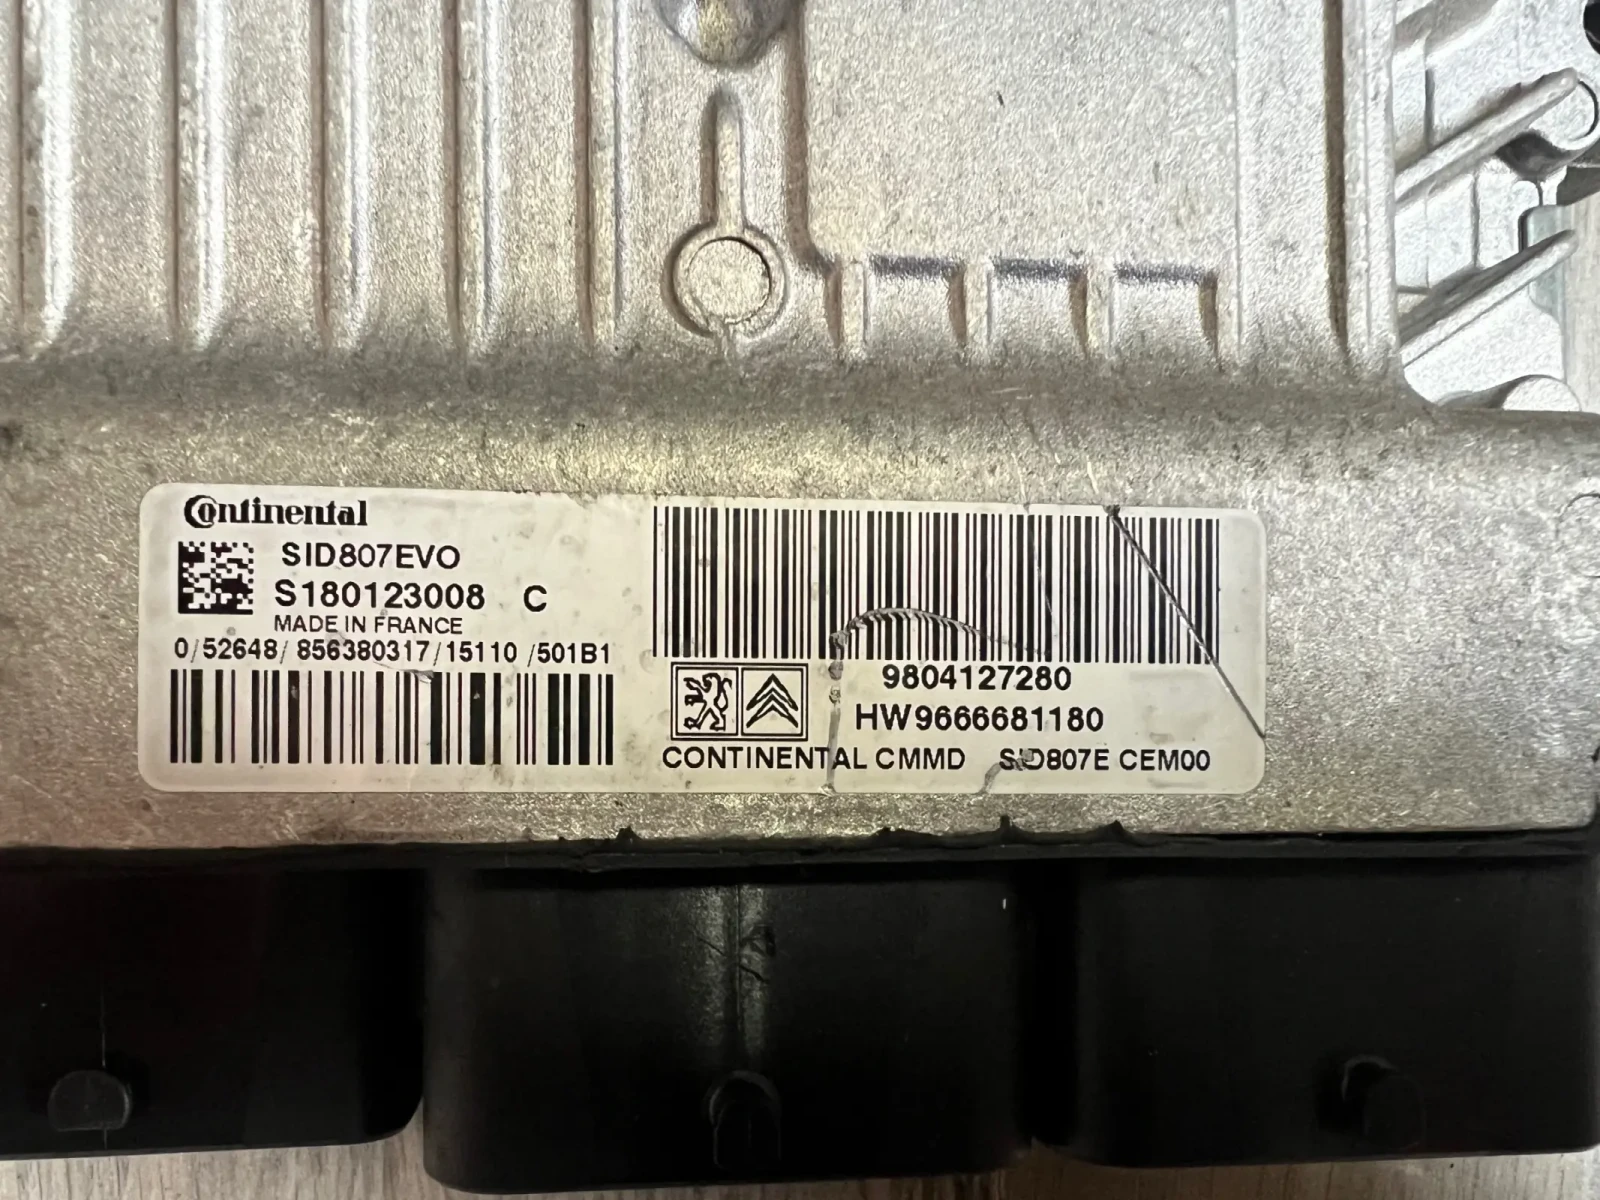 Continental
SID807EVO
S180123008 C
MADE IN FRANCE
0/52648/856380317/15110 /501B1
9804127280
HW9666681180
CONTINENTAL CMMD SID807E CEM00